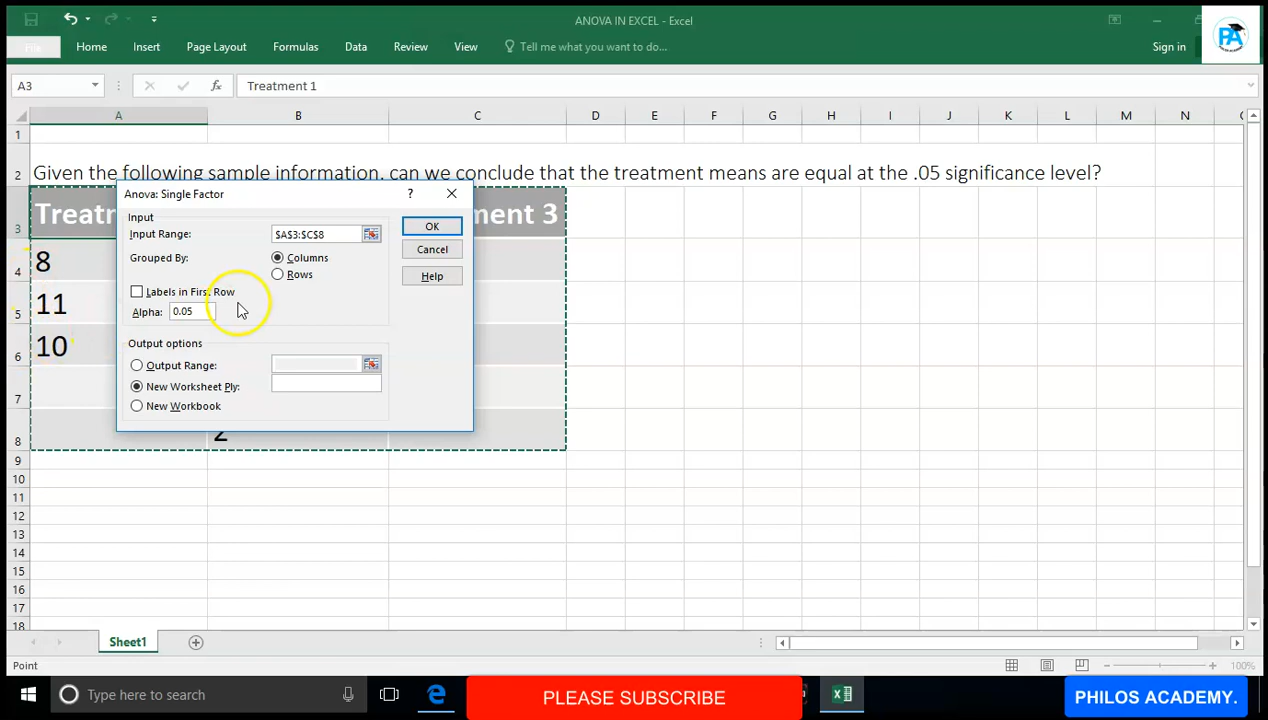 ANOVA IN EXCEL - Excel
PA
PHILOS ACADEMY
File Home Insert Page Layout Formulas Data Review View Tell me what you want to do... Sign in
A3 fx Treatment 1
A B C D E F G H I J K L M N
1
2 Given the following sample information, can we conclude that the treatment means are equal at the .05 significance level?
3 Treatr ment 3
4 8
5 11
6 10
7
8 2
9
10
11
12
13
14
15
16
17
18
Anova: Single Factor ? ×
Input
Input Range: $A$3:$C$8 OK
Grouped By: Columns Cancel
Rows Help
Labels in First Row
Alpha: 0.05
Output options
Output Range:
New Worksheet Ply:
New Workbook
Sheet1
Point 100%
Type here to search
PLEASE SUBSCRIBE
PHILOS ACADEMY.